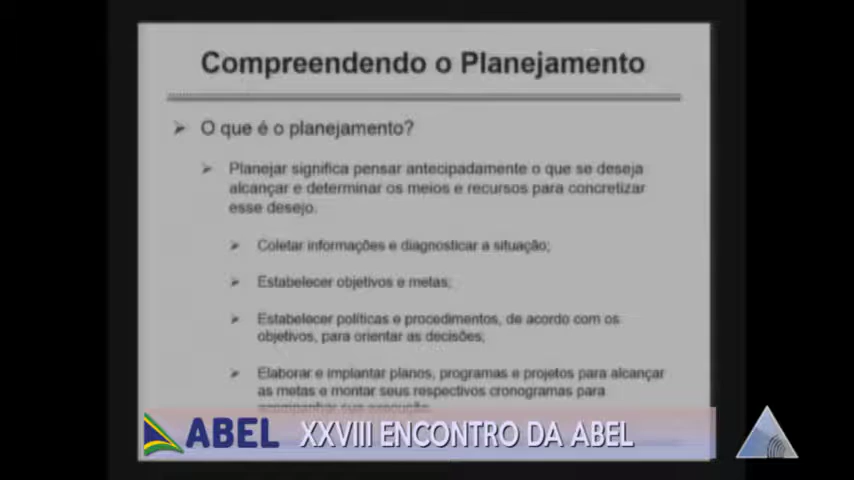 Compreendendo o Planejamento
O que é o planejamento?
Planejar significa pensar antecipadamente o que se deseja
alcançar e determinar os meios e recursos para concretizar
esse desejo.
Coletar informações e diagnosticar a situação;
Estabelecer objetivos e metas;
Estabelecer políticas e procedimentos, de acordo com os
objetivos, para orientar as decisões;
Elaborar e implantar planos, programas e projetos para alcançar
as metas e montar seus respectivos cronogramas para
acompanhar sua execução.
ABEL XXVIII ENCONTRO DA ABEL